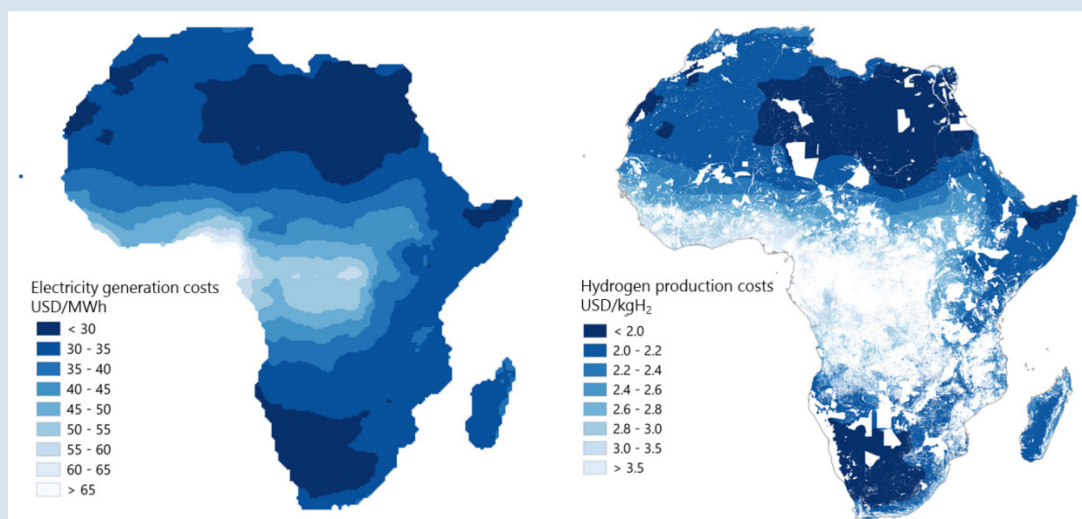 Electricity generation costs
USD/MWh
< 30
30 - 35
35 - 40
40 - 45
45 - 50
50 - 55
55 - 60
60 - 65
> 65
Hydrogen production costs
USD/kgH₂
< 2.0
2.0 - 2.2
2.2 - 2.4
2.4 - 2.6
2.6 - 2.8
2.8 - 3.0
3.0 - 3.5
> 3.5